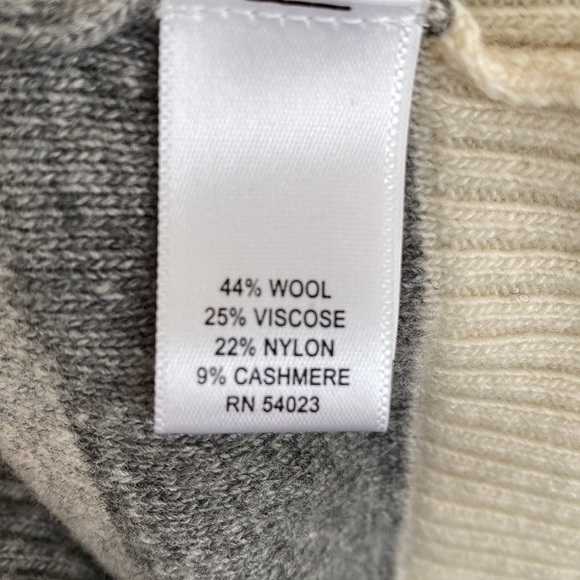 44% WOOL
25% VISCOSE
22% NYLON
9% CASHMERE
RN 54023